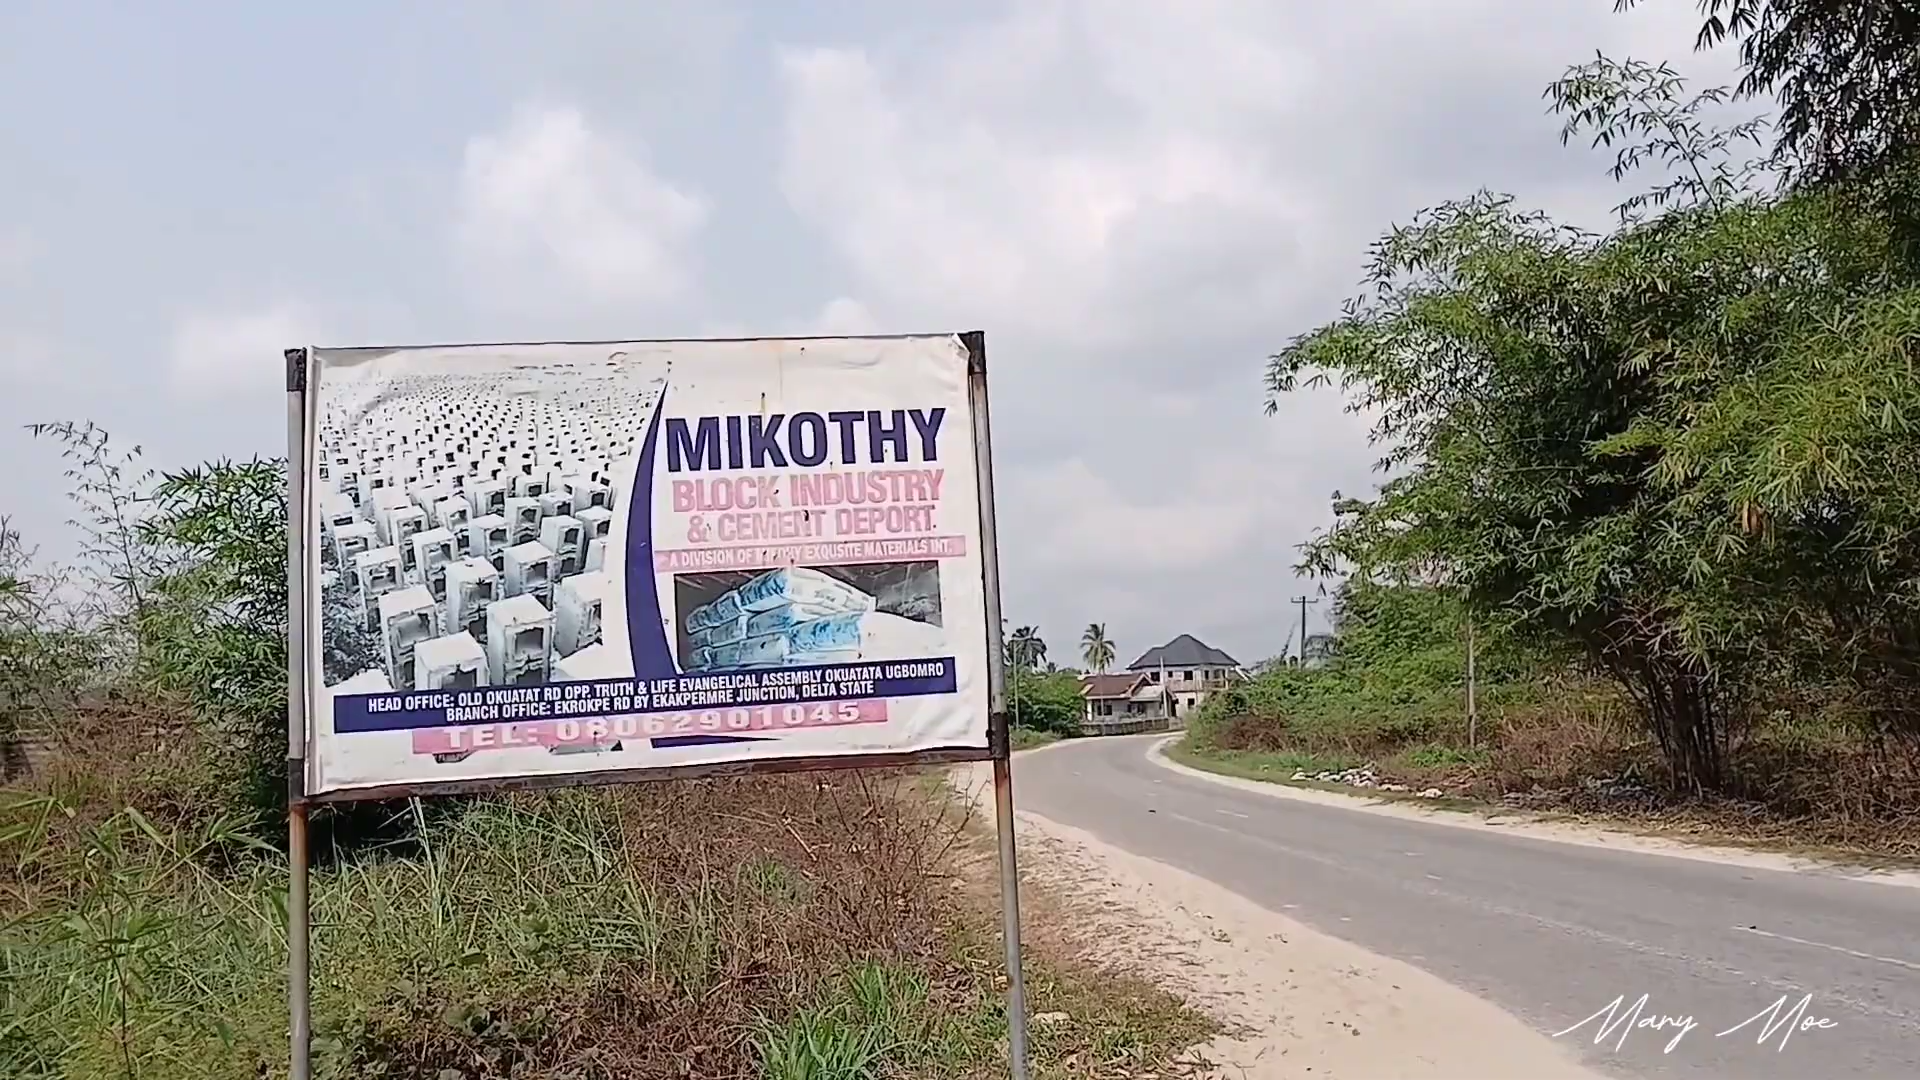 MIKOTHY
BLOCK INDUSTRY
& CEMENT DEPORT
A DIVISION OF EXQUSITE MATERIALS INT.
HEAD OFFICE: OLD OKUATAT RD OPP. TRUTH & LIFE EVANGELICAL ASSEMBLY OKUATATA UGBOMRO
BRANCH OFFICE: EKROKPE RD BY EKAKPERMRE JUNCTION, DELTA STATE
TEL: 08062901045
Many Moe